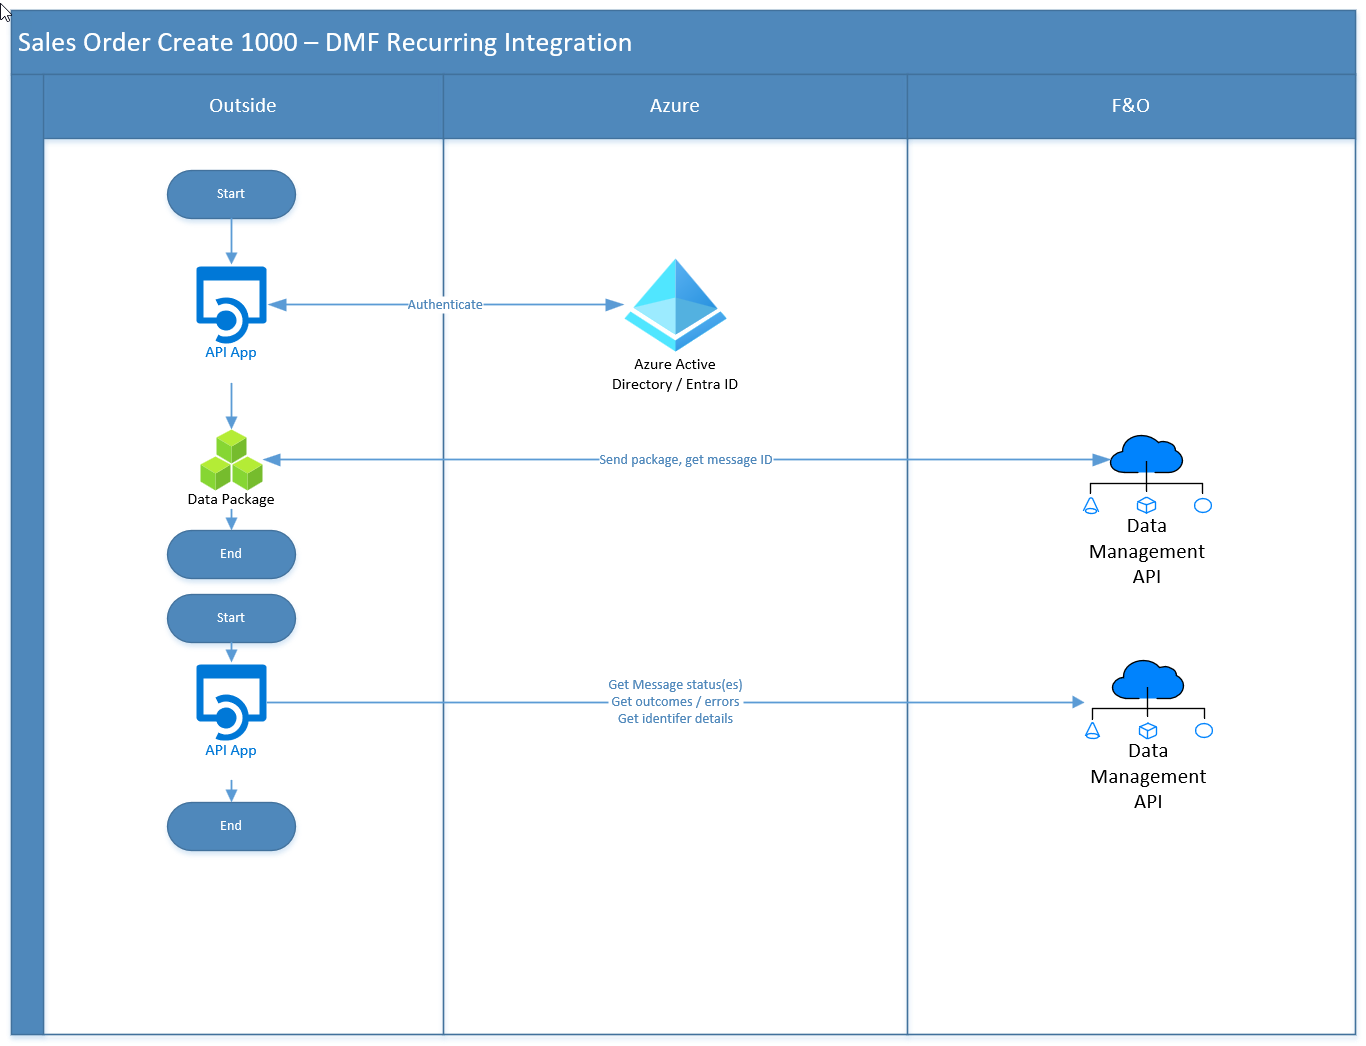 Sales Order Create 1000 – DMF Recurring Integration
Outside
Azure
F&O
Start
Authenticate
API App
Azure Active
Directory / Entra ID
Send package, get message ID
Data Package
Data
Management
API
End
Start
Get Message status(es)
Get outcomes / errors
Get identifer details
API App
Data
Management
API
End